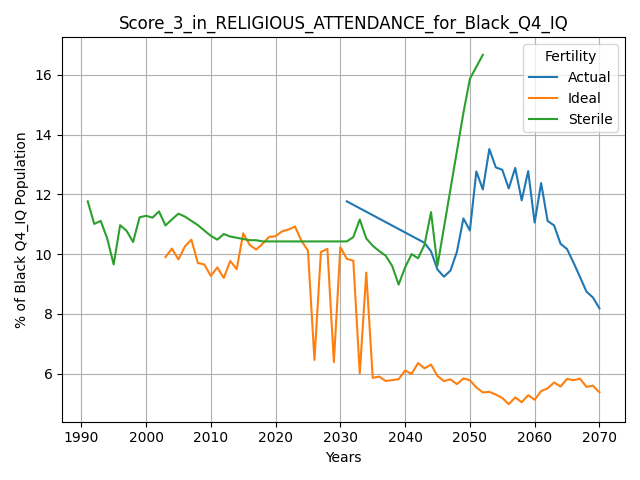 Score_3_in_RELIGIOUS_ATTENDANCE_for_Black_Q4_IQ
Fertility
Actual
Ideal
Sterile
% of Black Q4_IQ Population
16
14
12
10
8
6
1990 2000 2010 2020 2030 2040 2050 2060 2070
Years